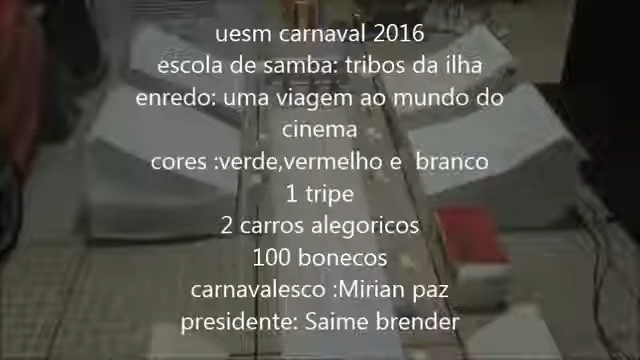 uesm carnaval 2016
escola de samba: tribos da ilha
enredo: uma viagem ao mundo do
cinema
cores :verde,vermelho e branco
1 tripe
2 carros alegoricos
100 bonecos
carnavalesco :Mirian paz
presidente: Saime brender